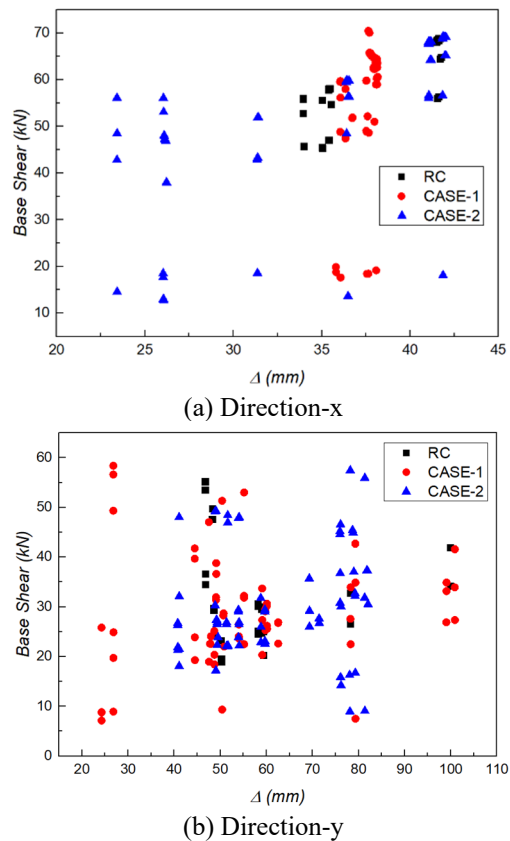 70
60
50
40
30
20
10
Base Shear (kN)
RC
CASE-1
CASE-2
20 25 30 35 40 45
Δ (mm)
(a) Direction-x
60
50
40
30
20
10
0
Base Shear (kN)
RC
CASE-1
CASE-2
20 30 40 50 60 70 80 90 100 110
Δ (mm)
(b) Direction-y